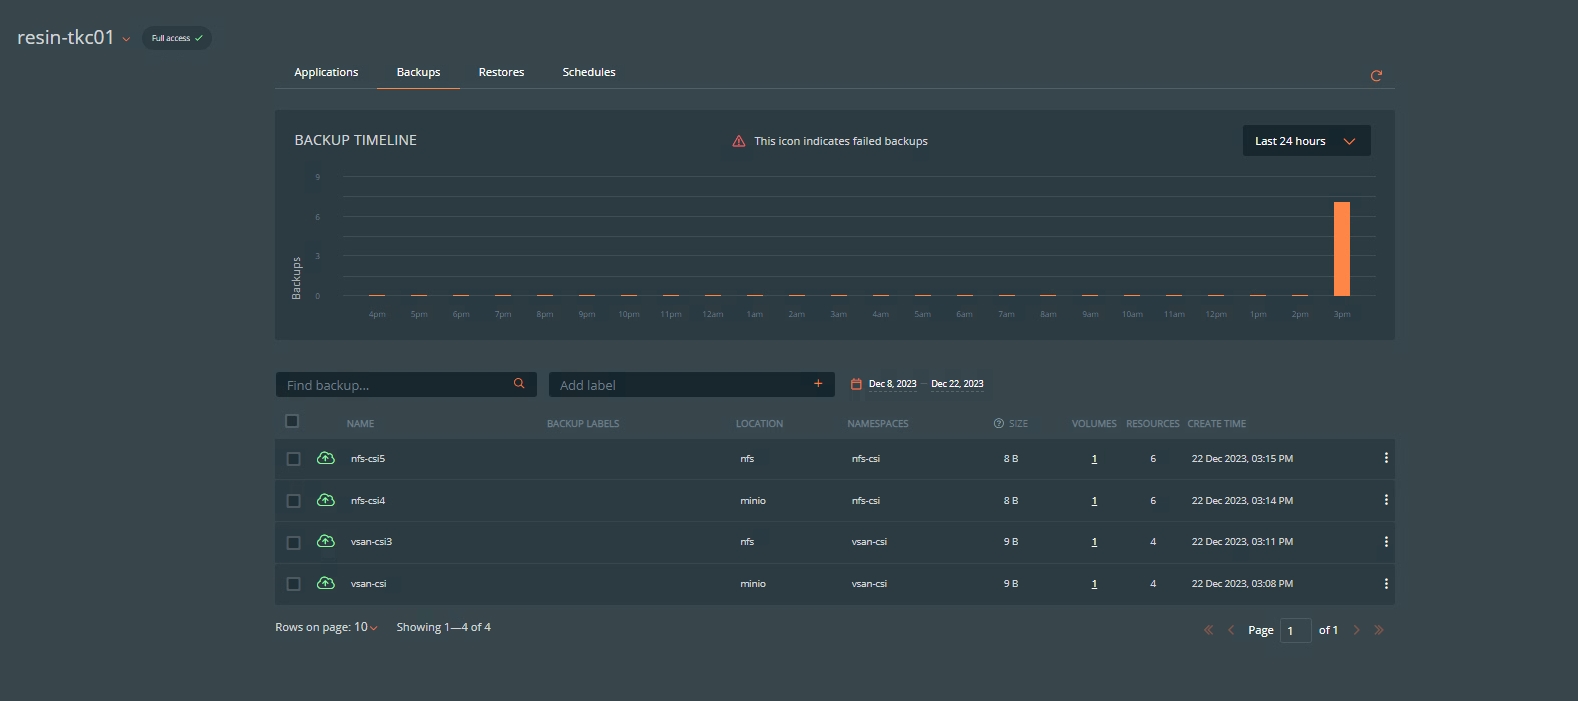 resin-tkc01 Full access
Applications Backups Restores Schedules
BACKUP TIMELINE This icon indicates failed backups Last 24 hours
9
6
3
0
Backups
4pm 5pm 6pm 7pm 8pm 9pm 10pm 11pm 12am 1am 2am 3am 4am 5am 6am 7am 8am 9am 10am 11am 12pm 1pm 2pm 3pm
Find backup... Add label + Dec 8, 2023 — Dec 22, 2023
NAME BACKUP LABELS LOCATION NAMESPACES ? SIZE VOLUMES RESOURCES CREATE TIME
nfs-csi5 nfs nfs-csi 8 B 1 6 22 Dec 2023, 03:15 PM
nfs-csi4 minio nfs-csi 8 B 1 6 22 Dec 2023, 03:14 PM
vsan-csi3 nfs vsan-csi 9 B 1 4 22 Dec 2023, 03:11 PM
vsan-csi minio vsan-csi 9 B 1 4 22 Dec 2023, 03:08 PM
Rows on page: 10 Showing 1—4 of 4 « ‹ Page 1 of 1 › »